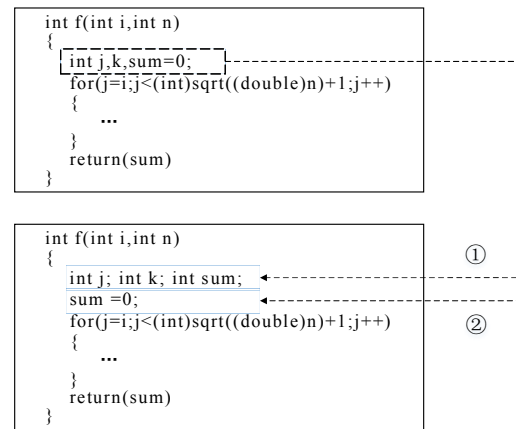 int f(int i,int n)
{
int j,k,sum=0;
for(j=i;j<(int)sqrt((double)n)+1;j++)
{
...
}
return(sum)
}
int f(int i,int n)
{
int j; int k; int sum;
①
sum =0;
②
for(j=i;j<(int)sqrt((double)n)+1;j++)
{
...
}
return(sum)
}